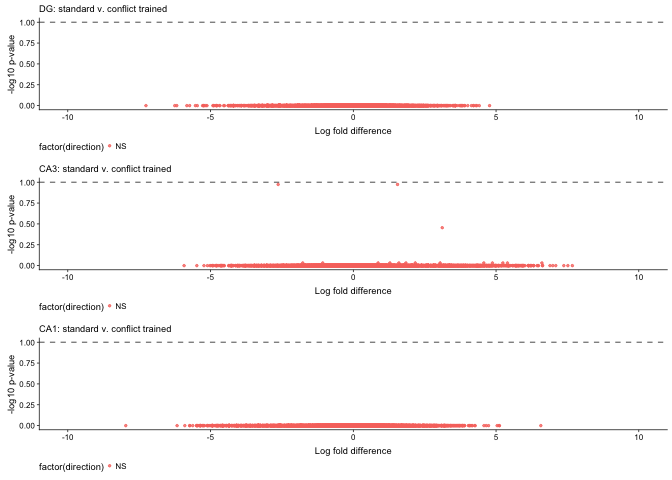 DG: standard v. conflict trained
1.00
0.75
0.50
0.25
0.00
-log10 p-value
-10 -5 0 5 10
Log fold difference
factor(direction) NS
CA3: standard v. conflict trained
1.00
0.75
0.50
0.25
0.00
-log10 p-value
-10 -5 0 5 10
Log fold difference
factor(direction) NS
CA1: standard v. conflict trained
1.00
0.75
0.50
0.25
0.00
-log10 p-value
-10 -5 0 5 10
Log fold difference
factor(direction) NS